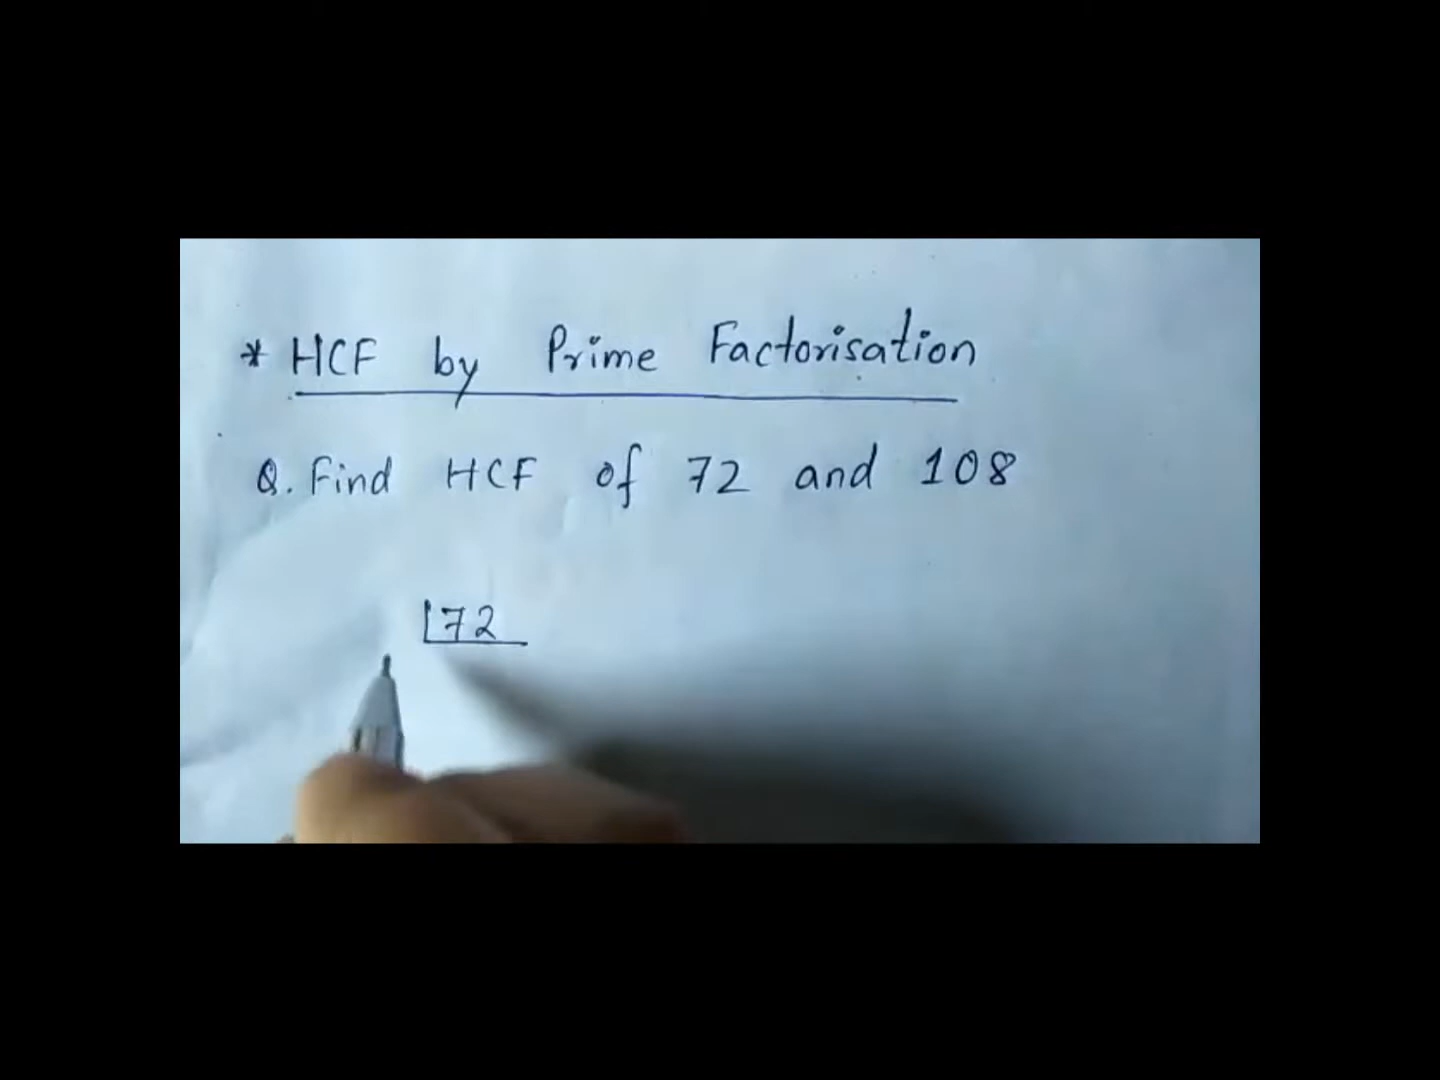 * HCF by Prime Factorisation
Q. Find HCF of 72 and 108
72